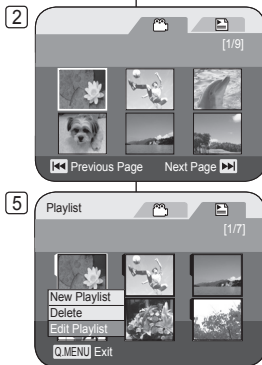 2
[1/9]
Previous Page Next Page
5
Playlist
[1/7]
New Playlist
Delete
Edit Playlist
Q.MENU Exit